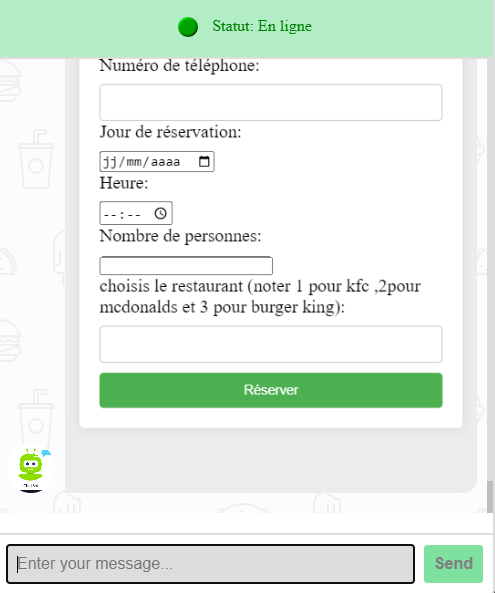 Statut: En ligne
Numéro de téléphone:
Jour de réservation:
jj/mm/aaaa
Heure:
--:--
Nombre de personnes:
choisis le restaurant (noter 1 pour kfc ,2pour
mcdonalds et 3 pour burger king):
Réserver
Enter your message...
Send